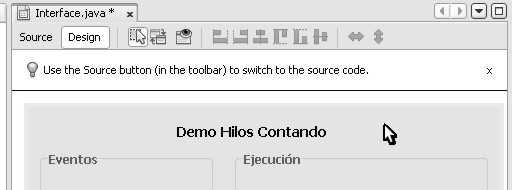 Interface.java * x
Source Design
Use the Source button (in the toolbar) to switch to the source code. x
Demo Hilos Contando
Eventos Ejecución